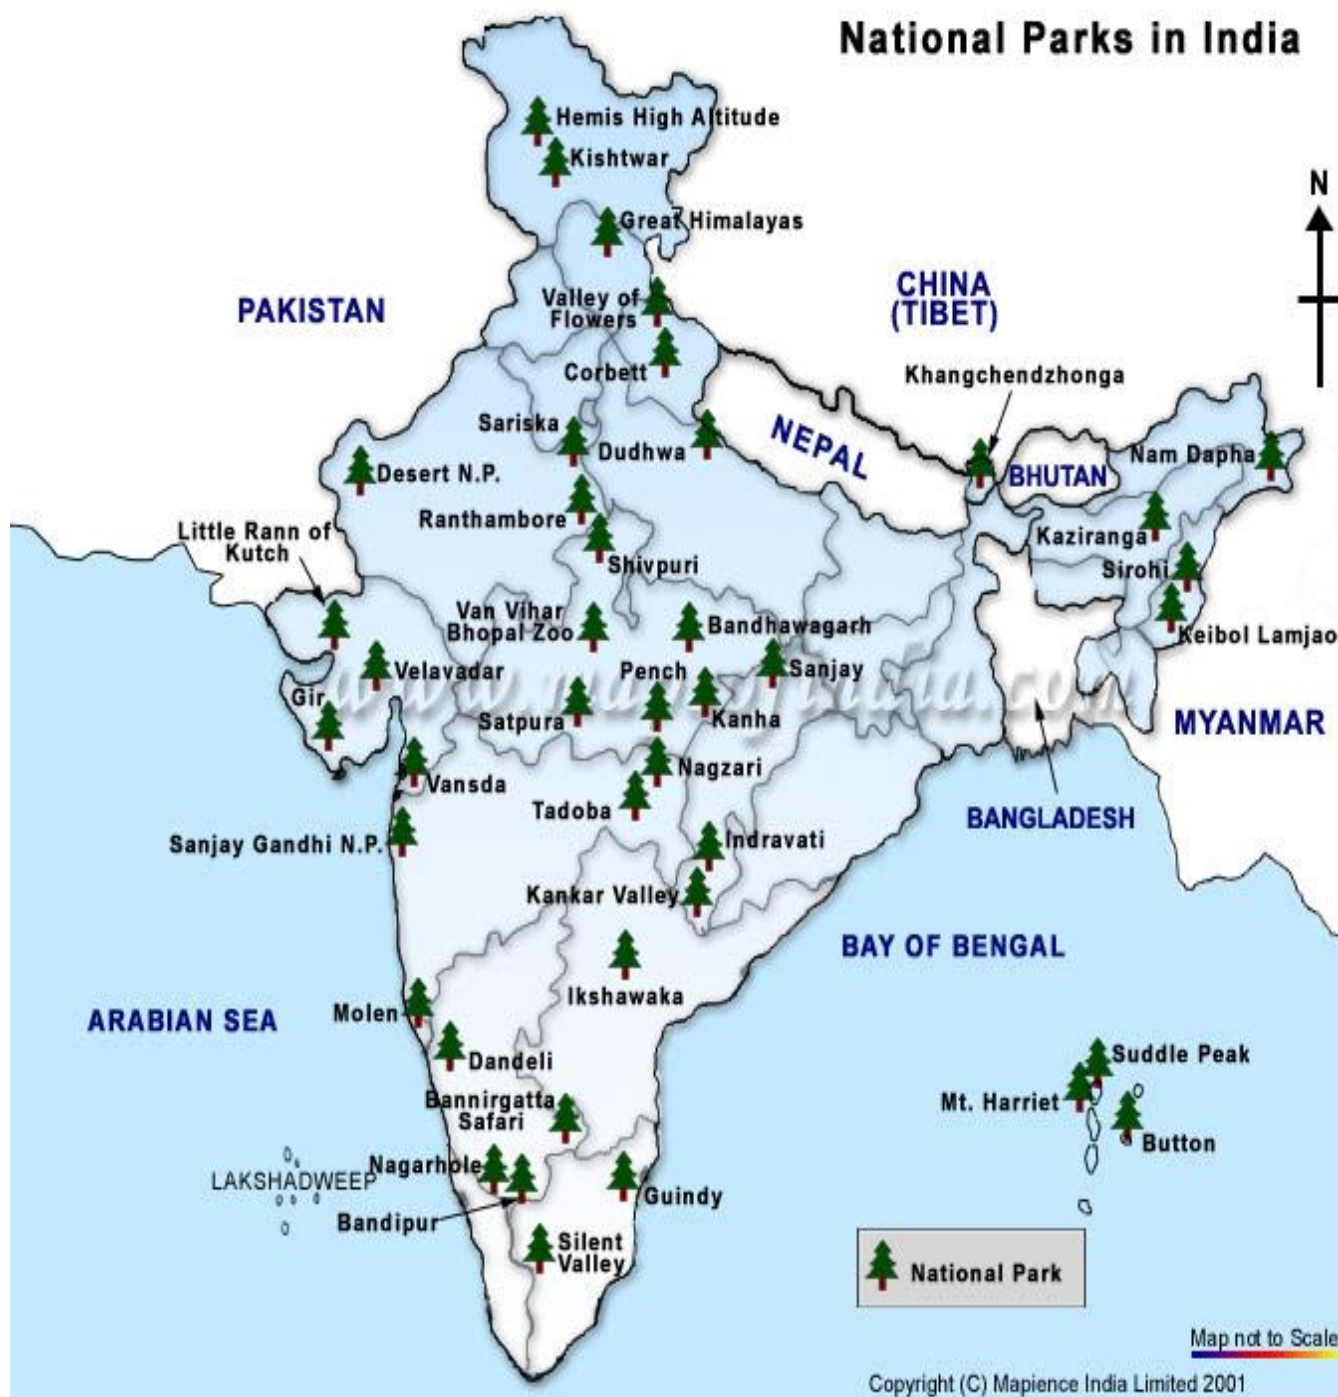 National Parks in India
Hemis High Altitude
Kishtwar
N
Great Himalayas
PAKISTAN
CHINA
(TIBET)
Valley of
Flowers
Corbett
Khangchendzhonga
Sariska
Dudhwa
NEPAL
BHUTAN
Nam Dapha
Desert N.P.
Ranthambore
Kaziranga
Little Rann of
Kutch
Shivpuri
Sirohi
Van Vihar
Bhopal Zoo
Bandhawagarh
Keibol Lamjao
Velavadar
Pench
Sanjay
www.mapsofindia.com
Gir
Satpura
Kanha
MYANMAR
Vansda
Nagzari
Tadoba
BANGLADESH
Sanjay Gandhi N.P.
Indravati
Kankar Valley
BAY OF BENGAL
Ikshawaka
ARABIAN SEA
Molen
Dandeli
Suddle Peak
Mt. Harriet
Button
Bannirgatta
Safari
Nagarhole
LAKSHADWEEP
Guindy
Bandipur
Silent
Valley
National Park
Map not to Scale
Copyright (C) Mapience India Limited 2001